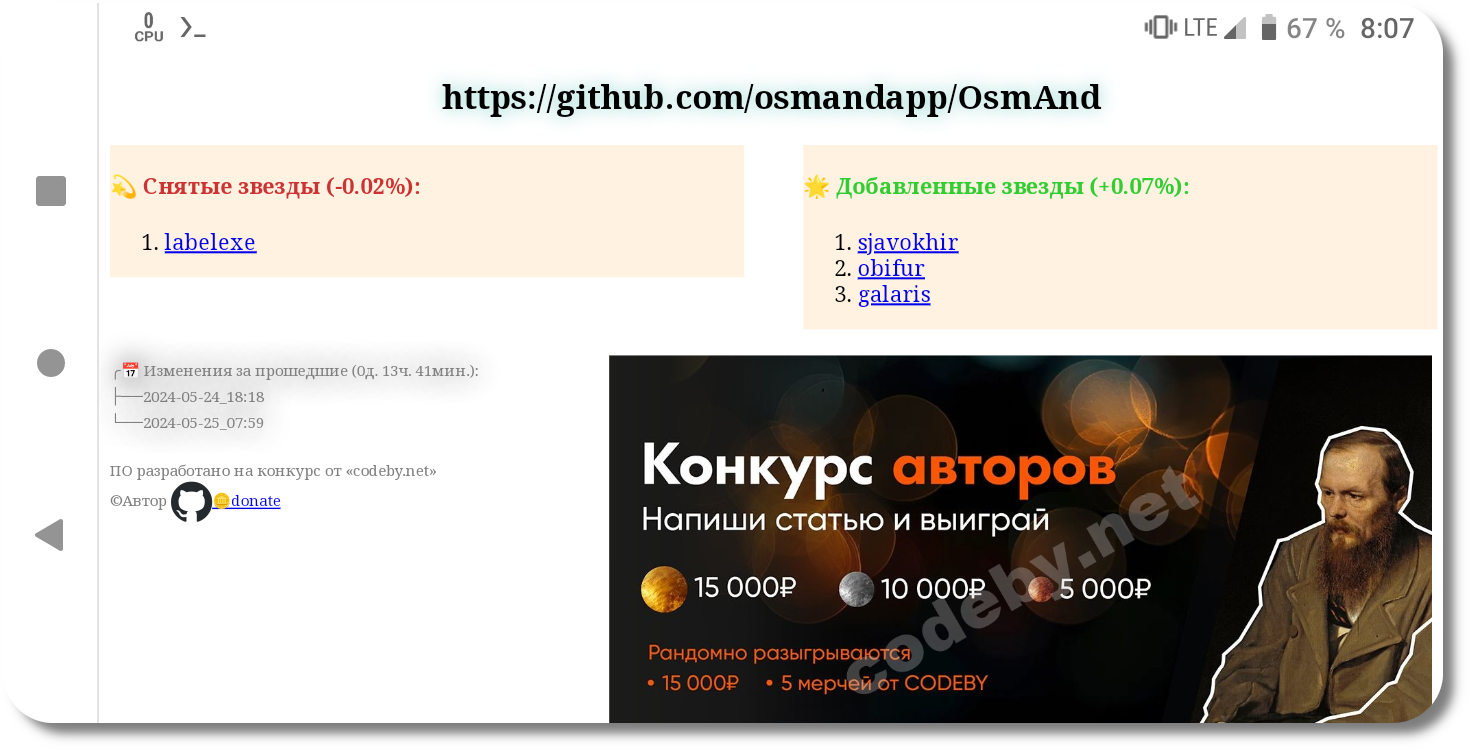 0
CPU
LTE 67 % 8:07
https://github.com/osmandapp/OsmAnd
💫 Снятые звезды (-0.02%):
1. labelexe
🌟 Добавленные звезды (+0.07%):
1. sjavokhir
2. obifur
3. galaris
╭📅 Изменения за прошедшие (0д. 13ч. 41мин.):
├──2024-05-24_18:18
└──2024-05-25_07:59
ПО разработано на конкурс от «codeby.net»
©Автор 🪙donate
Конкурс авторов
Напиши статью и выиграй
15 000₽ 10 000₽ 5 000₽
Рандомно разыгрываются
• 15 000₽ • 5 мерчей от CODEBY
codeby.net